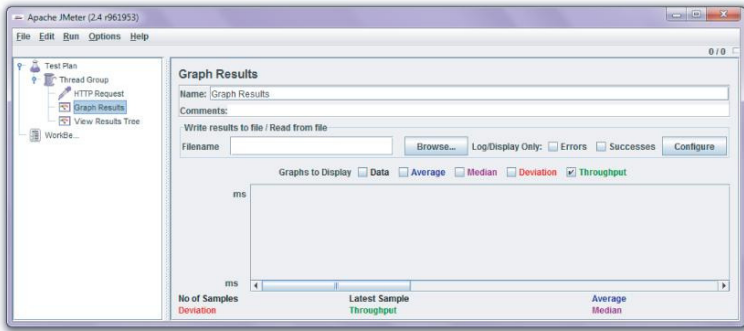 Apache JMeter (2.4 r961953)
File Edit Run Options Help
0 / 0
Test Plan
Thread Group
HTTP Request
Graph Results
View Results Tree
WorkBe...
Graph Results
Name: Graph Results
Comments:
Write results to file / Read from file
Filename Browse... Log/Display Only: Errors Successes Configure
Graphs to Display Data Average Median Deviation Throughput
ms
ms
No of Samples Latest Sample Average
Deviation Throughput Median